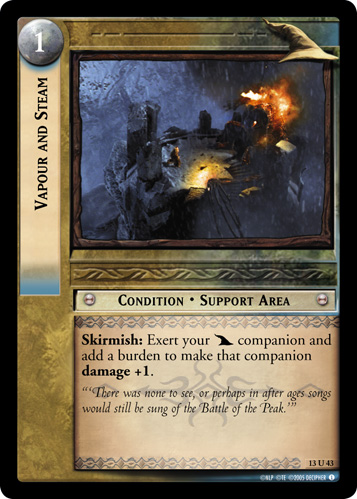 1
VAPOUR AND STEAM
CONDITION • SUPPORT AREA
Skirmish: Exert your companion and
add a burden to make that companion
damage +1.
"‘There was none to see, or perhaps in after ages songs
would still be sung of the Battle of the Peak.’"
13 U 43
©NLP ©TE ©2005 DECIPHER